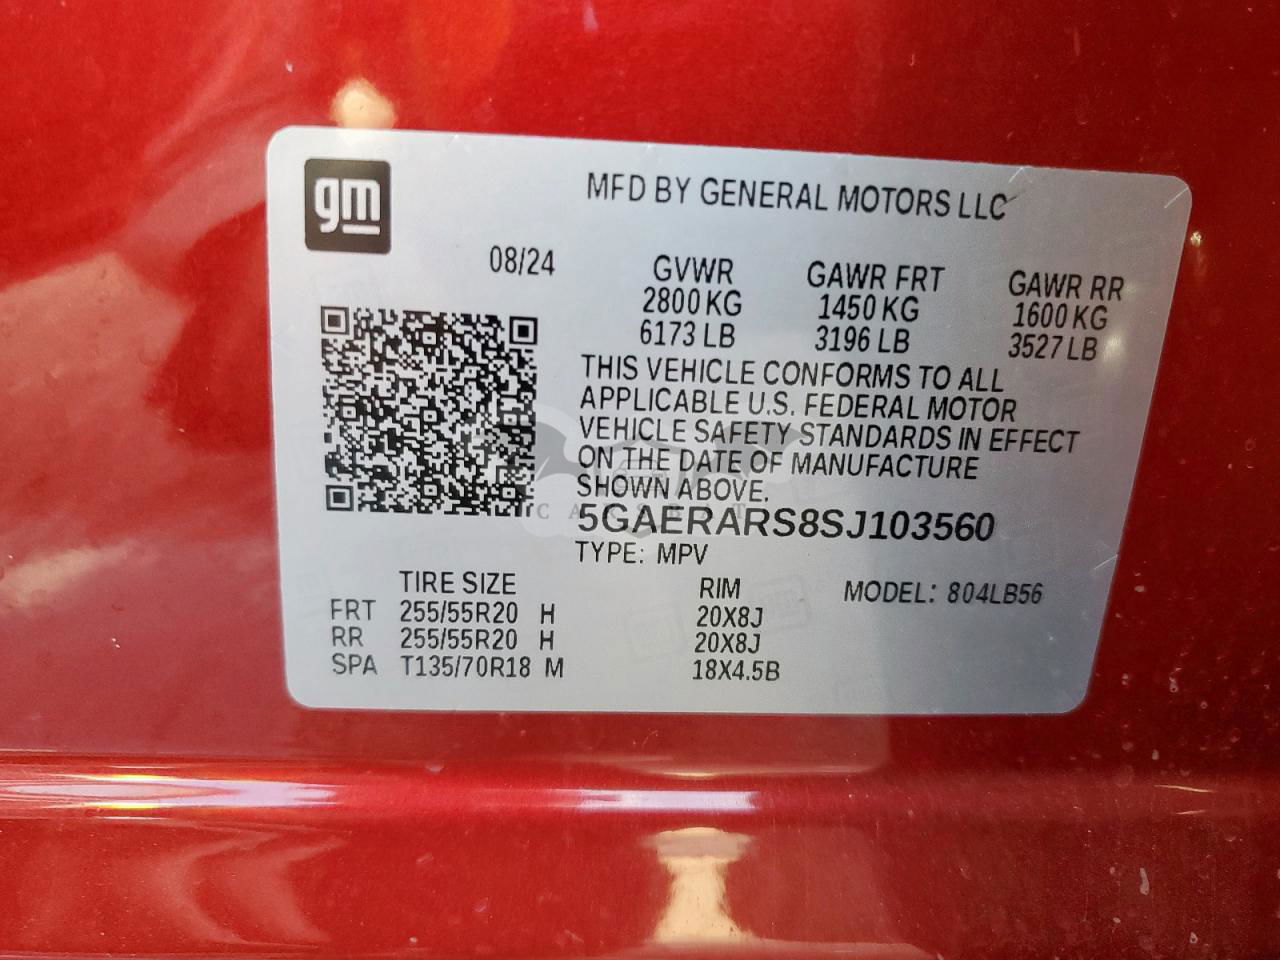 gm
MFD BY GENERAL MOTORS LLC
08/24
GVWR GAWR FRT GAWR RR
2800 KG 1450 KG 1600 KG
6173 LB 3196 LB 3527 LB
THIS VEHICLE CONFORMS TO ALL
APPLICABLE U.S. FEDERAL MOTOR
VEHICLE SAFETY STANDARDS IN EFFECT
ON THE DATE OF MANUFACTURE
SHOWN ABOVE.
5GAERARS8SJ103560
TYPE: MPV
TIRE SIZE RIM MODEL: 804LB56
FRT 255/55R20 H 20X8J
RR 255/55R20 H 20X8J
SPA T135/70R18 M 18X4.5B